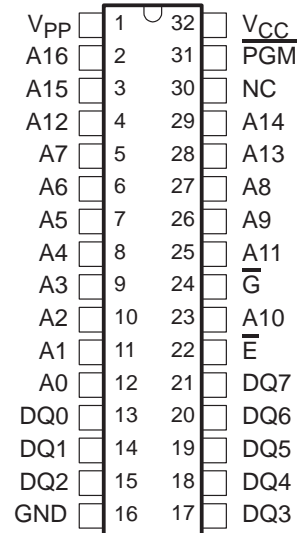 VPP 1 32 VCC
A16 2 31 P̅G̅M̅
A15 3 30 NC
A12 4 29 A14
A7 5 28 A13
A6 6 27 A8
A5 7 26 A9
A4 8 25 A11
A3 9 24 G̅
A2 10 23 A10
A1 11 22 E̅
A0 12 21 DQ7
DQ0 13 20 DQ6
DQ1 14 19 DQ5
DQ2 15 18 DQ4
GND 16 17 DQ3